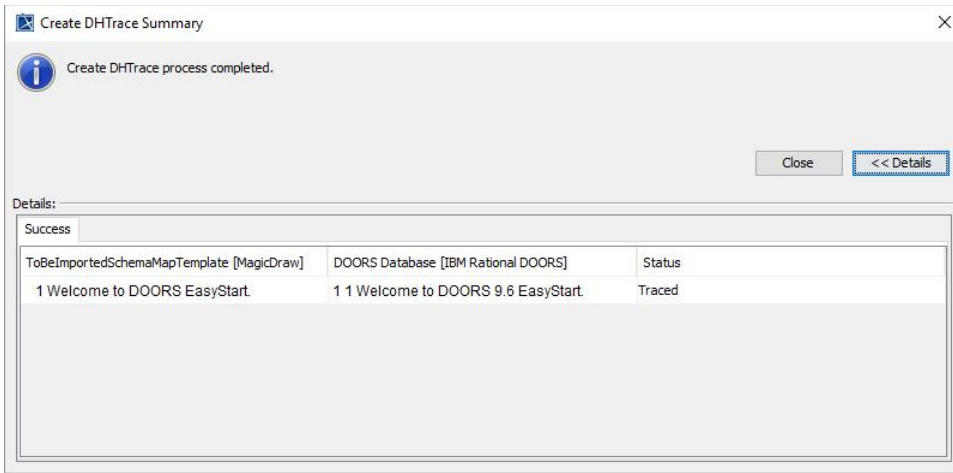 Create DHTrace Summary
Create DHTrace process completed.
Close
<< Details
Details:
Success
ToBeImportedSchemaMapTemplate [MagicDraw] DOORS Database [IBM Rational DOORS] Status
1 Welcome to DOORS EasyStart. 1 1 Welcome to DOORS 9.6 EasyStart. Traced